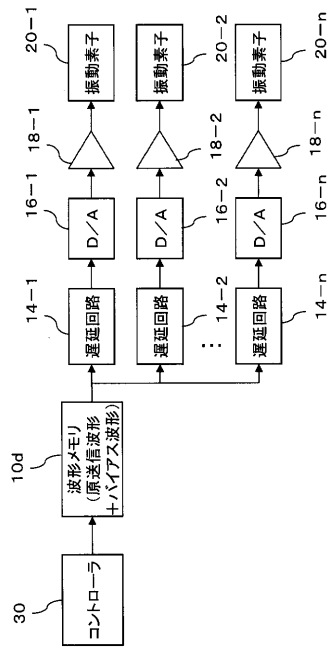 30
コントローラ
10d
波形メモリ
(原送信波形
+バイアス波形)
14-1
遅延回路
16-1
D/A
18-1
20-1
振動素子
14-2
遅延回路
16-2
D/A
18-2
20-2
振動素子
⋮
14-n
遅延回路
16-n
D/A
18-n
20-n
振動素子